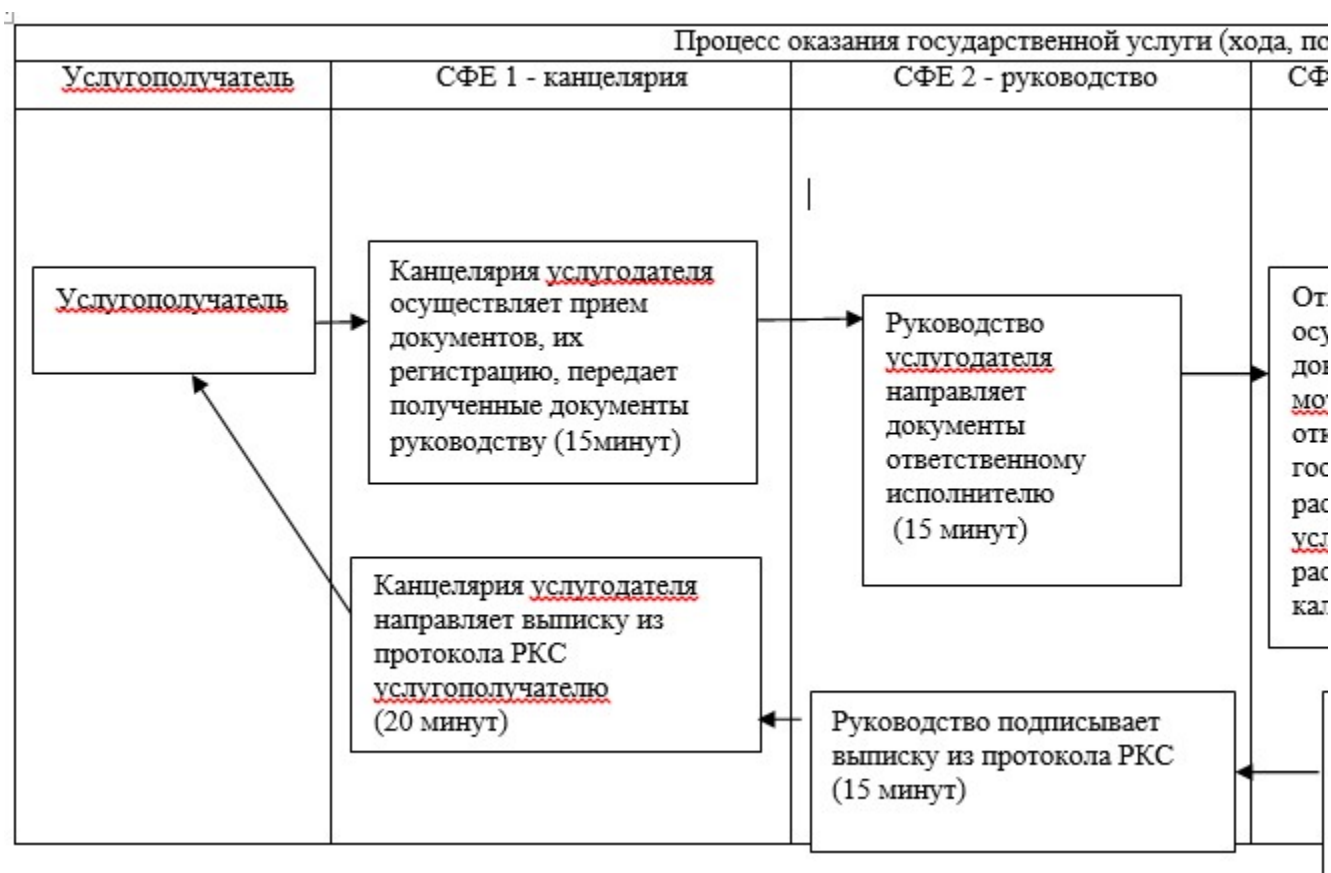 Процесс оказания государственной услуги (хода,
Услугополучатель
СФЕ 1 - канцелярия
СФЕ 2 - руководство
Услугополучатель
Канцелярия услугодателя
осуществляет прием
документов, их
регистрацию, передает
полученные документы
руководству (15минут)
Руководство
услугодателя
направляет
документы
ответственному
исполнителю
(15 минут)
Канцелярия услугодателя
направляет выписку из
протокола РКС
услугополучателю
(20 минут)
Руководство подписывает
выписку из протокола РКС
(15 минут)